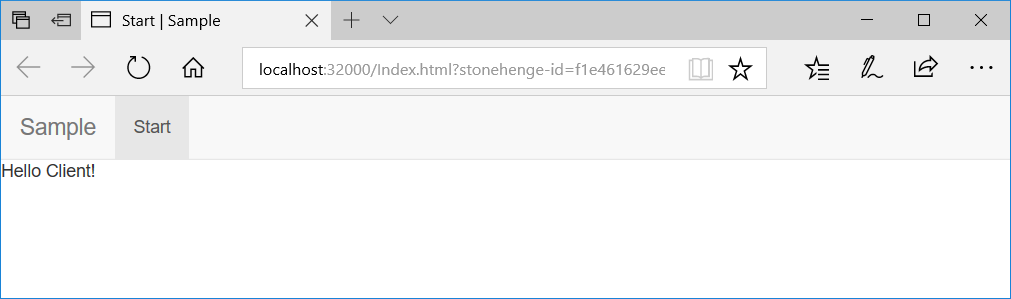 Start | Sample
localhost:32000/Index.html?stonehenge-id=f1e461629ee
Sample Start
Hello Client!